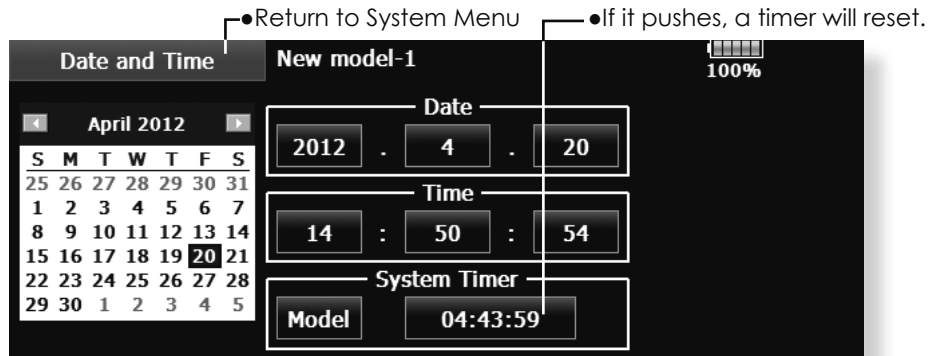 ●Return to System Menu
●If it pushes, a timer will reset.
Date and Time
New model-1
100%
April 2012
S M T W T F S
25 26 27 28 29 30 31
1 2 3 4 5 6 7
8 9 10 11 12 13 14
15 16 17 18 19 20 21
22 23 24 25 26 27 28
29 30 1 2 3 4 5
Date
2012 . 4 . 20
Time
14 : 50 : 54
System Timer
Model 04:43:59